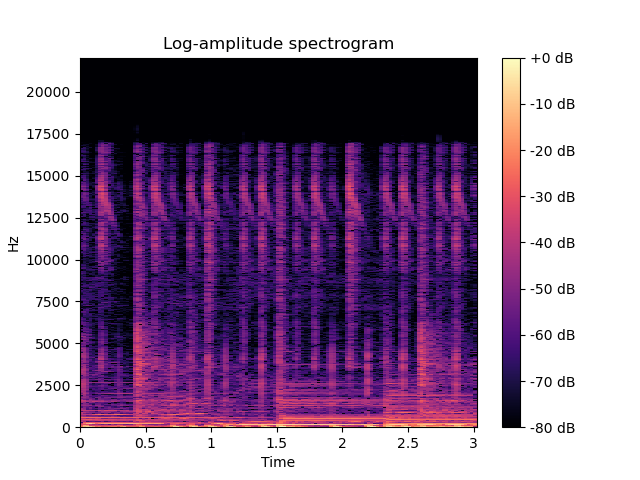 Log-amplitude spectrogram
Hz
20000
17500
15000
12500
10000
7500
5000
2500
0
0 0.5 1 1.5 2 2.5 3
Time
+0 dB
-10 dB
-20 dB
-30 dB
-40 dB
-50 dB
-60 dB
-70 dB
-80 dB